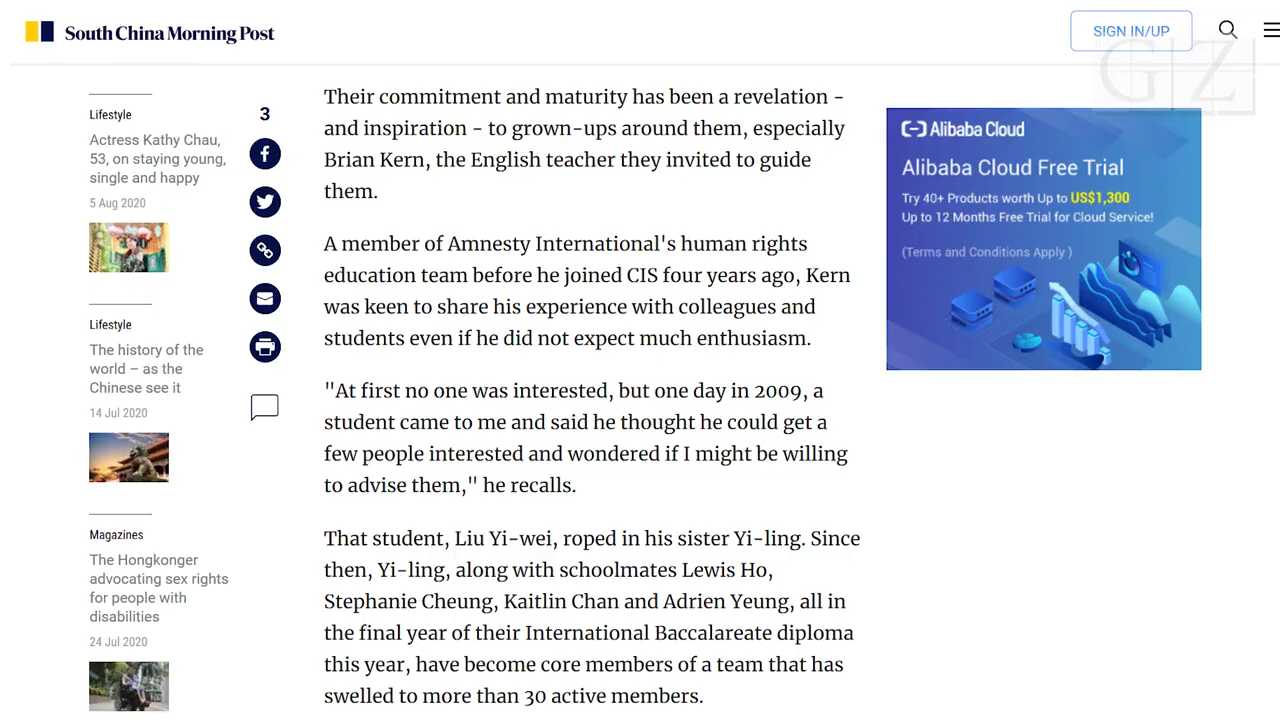 South China Morning Post
SIGN IN/UP
GZ
Lifestyle
Actress Kathy Chau,
53, on staying young,
single and happy
5 Aug 2020
Lifestyle
The history of the
world – as the
Chinese see it
14 Jul 2020
Magazines
The Hongkonger
advocating sex rights
for people with
disabilities
24 Jul 2020
3
Their commitment and maturity has been a revelation -
and inspiration - to grown-ups around them, especially
Brian Kern, the English teacher they invited to guide
them.
A member of Amnesty International's human rights
education team before he joined CIS four years ago, Kern
was keen to share his experience with colleagues and
students even if he did not expect much enthusiasm.
"At first no one was interested, but one day in 2009, a
student came to me and said he thought he could get a
few people interested and wondered if I might be willing
to advise them," he recalls.
That student, Liu Yi-wei, roped in his sister Yi-ling. Since
then, Yi-ling, along with schoolmates Lewis Ho,
Stephanie Cheung, Kaitlin Chan and Adrien Yeung, all in
the final year of their International Baccalareate diploma
this year, have become core members of a team that has
swelled to more than 30 active members.
Alibaba Cloud
Alibaba Cloud Free Trial
Try 40+ Products worth Up to US$1,300
Up to 12 Months Free Trial for Cloud Service!
(Terms and Conditions Apply )